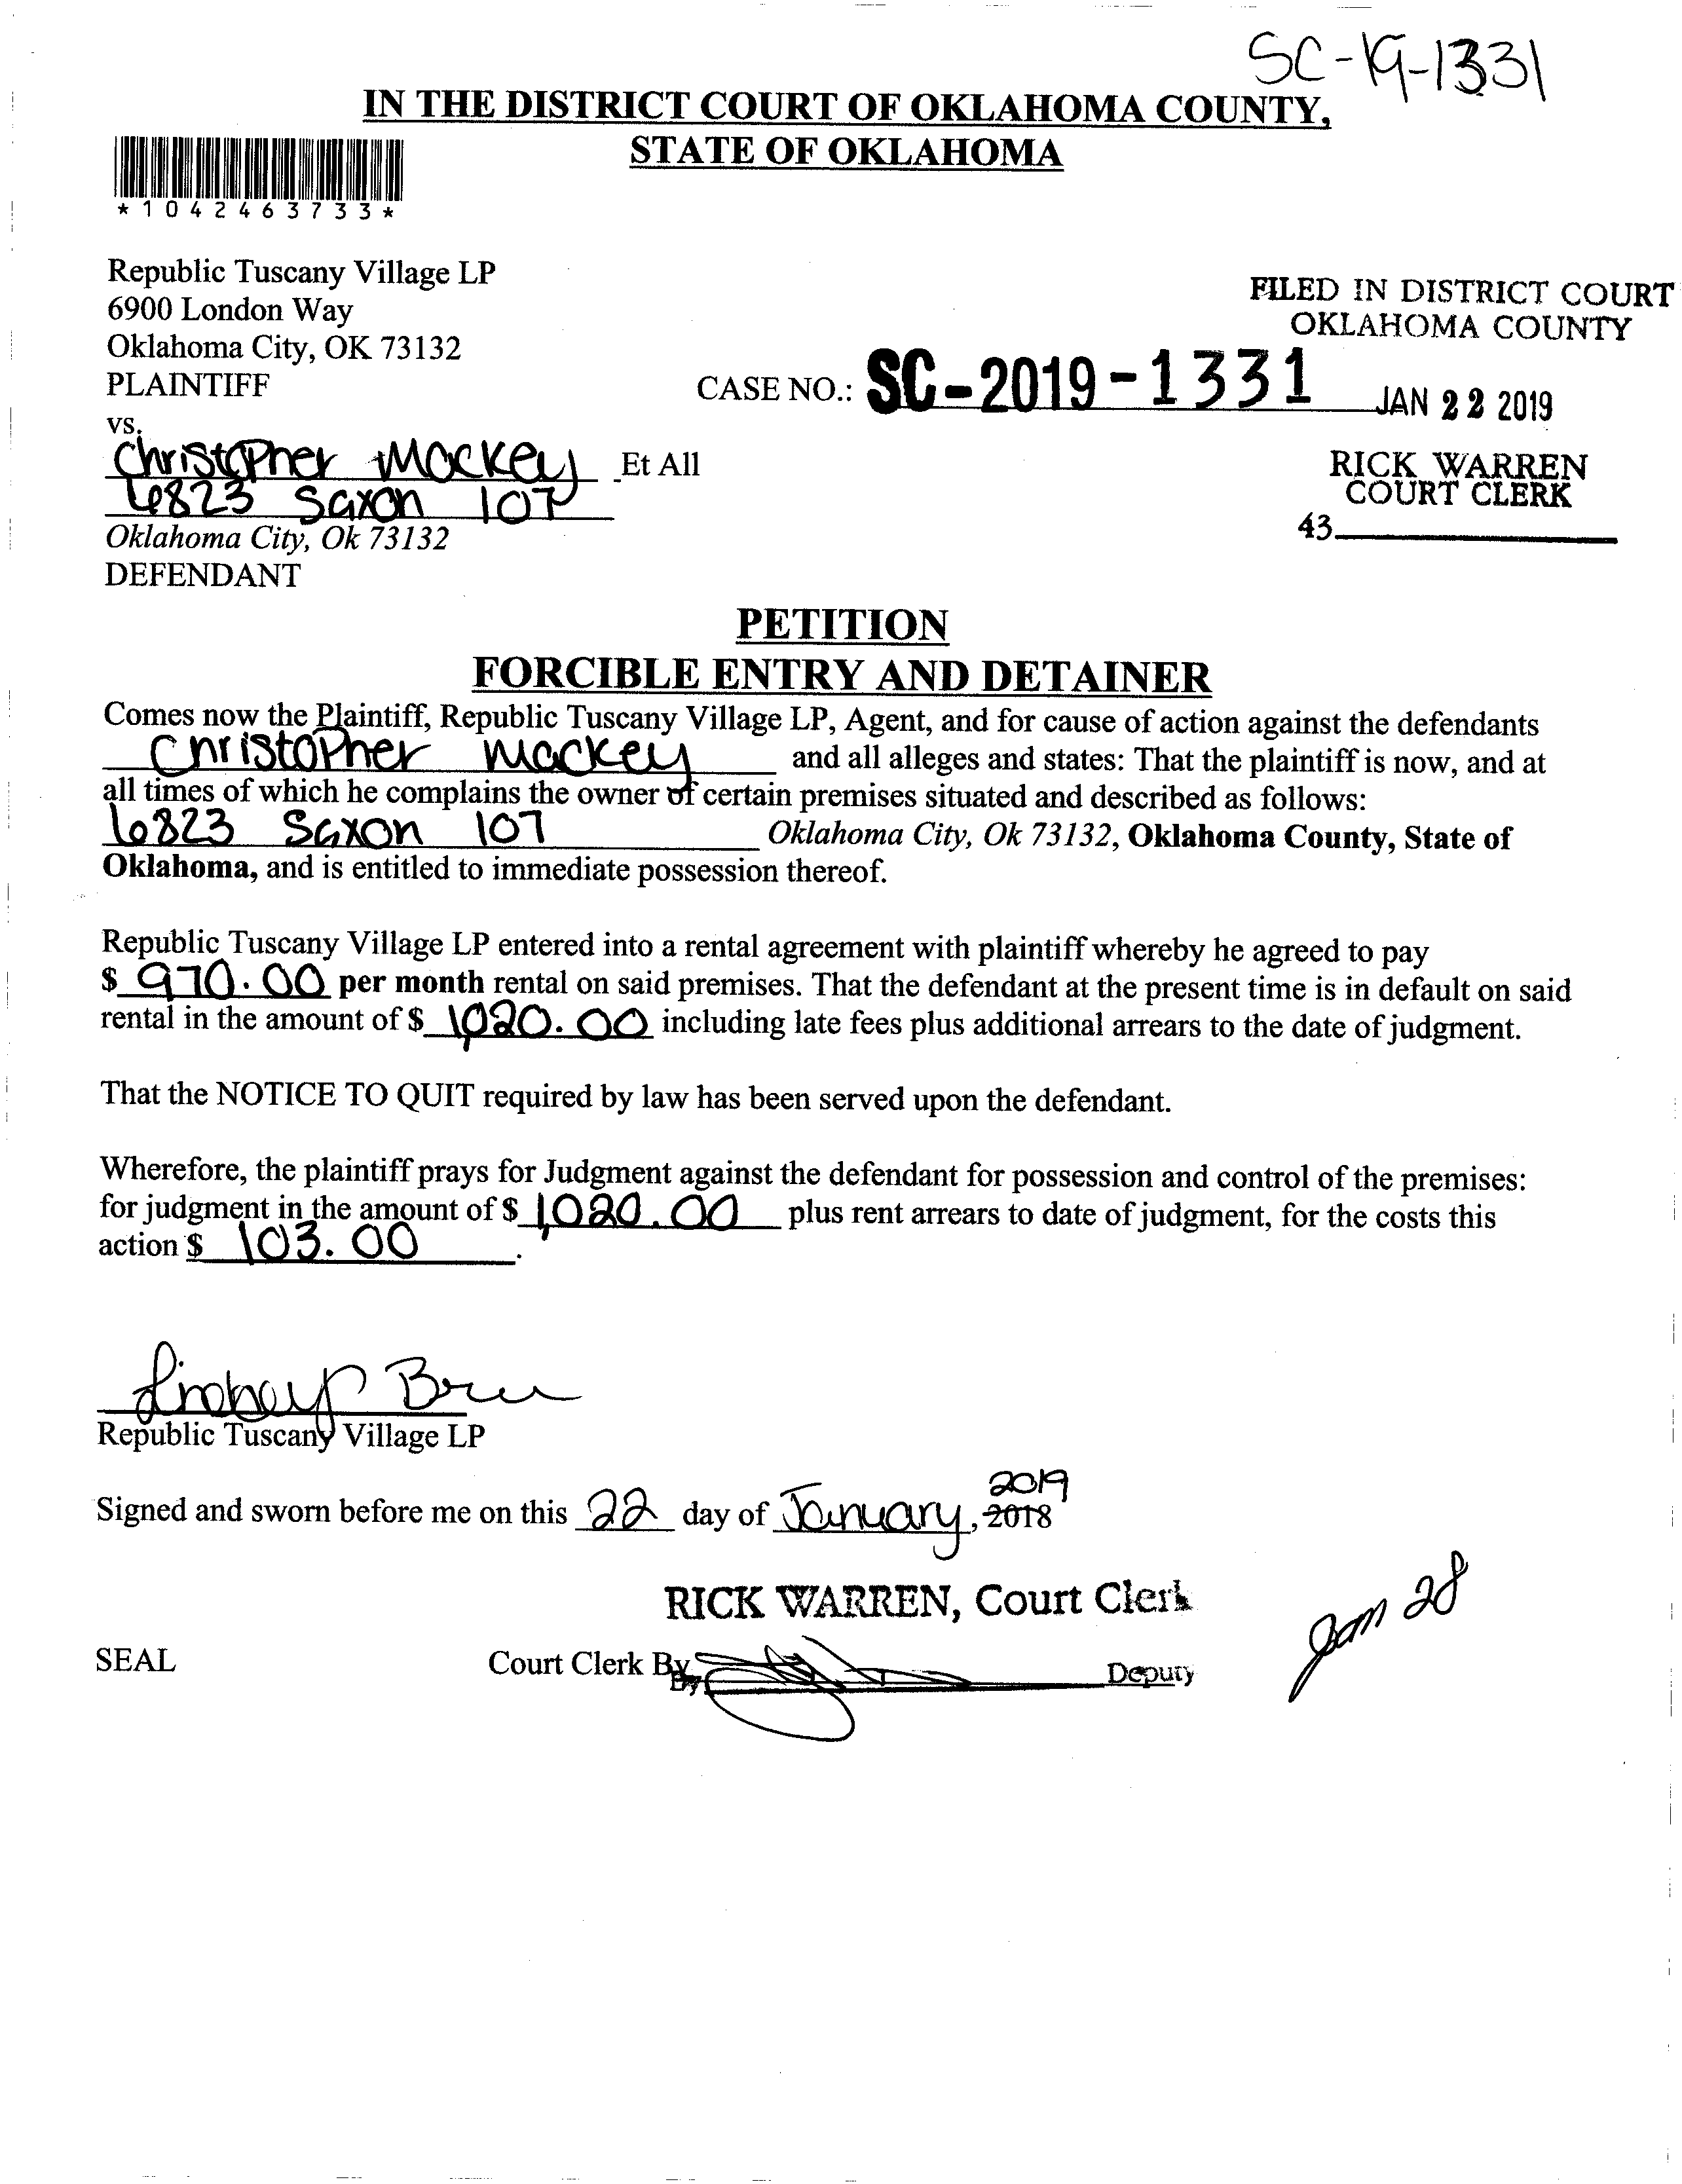 SC-19-1331
IN THE DISTRICT COURT OF OKLAHOMA COUNTY,
STATE OF OKLAHOMA
*1042463733*
Republic Tuscany Village LP
6900 London Way
Oklahoma City, OK 73132
PLAINTIFF
vs.
Christopher Mackey Et All
6823 Saxon 107
Oklahoma City, Ok 73132
DEFENDANT
CASE NO.: SC-2019-1331
FILED IN DISTRICT COURT
OKLAHOMA COUNTY
JAN 22 2019
RICK WARREN
COURT CLERK
43
PETITION
FORCIBLE ENTRY AND DETAINER
Comes now the Plaintiff, Republic Tuscany Village LP, Agent, and for cause of action against the defendants
Christopher Mackey and all alleges and states: That the plaintiff is now, and at
all times of which he complains the owner of certain premises situated and described as follows:
6823 Saxon 107 Oklahoma City, Ok 73132, Oklahoma County, State of
Oklahoma, and is entitled to immediate possession thereof.
Republic Tuscany Village LP entered into a rental agreement with plaintiff whereby he agreed to pay
$ 970.00 per month rental on said premises. That the defendant at the present time is in default on said
rental in the amount of $ 1,020.00 including late fees plus additional arrears to the date of judgment.
That the NOTICE TO QUIT required by law has been served upon the defendant.
Wherefore, the plaintiff prays for Judgment against the defendant for possession and control of the premises:
for judgment in the amount of $ 1,020.00 plus rent arrears to date of judgment, for the costs this
action $ 103.00.
Republic Tuscany Village LP
Signed and sworn before me on this 22 day of January, 2018 2019
RICK WARREN, Court Clerk
SEAL
Court Clerk By
By Deputy
Jan 28